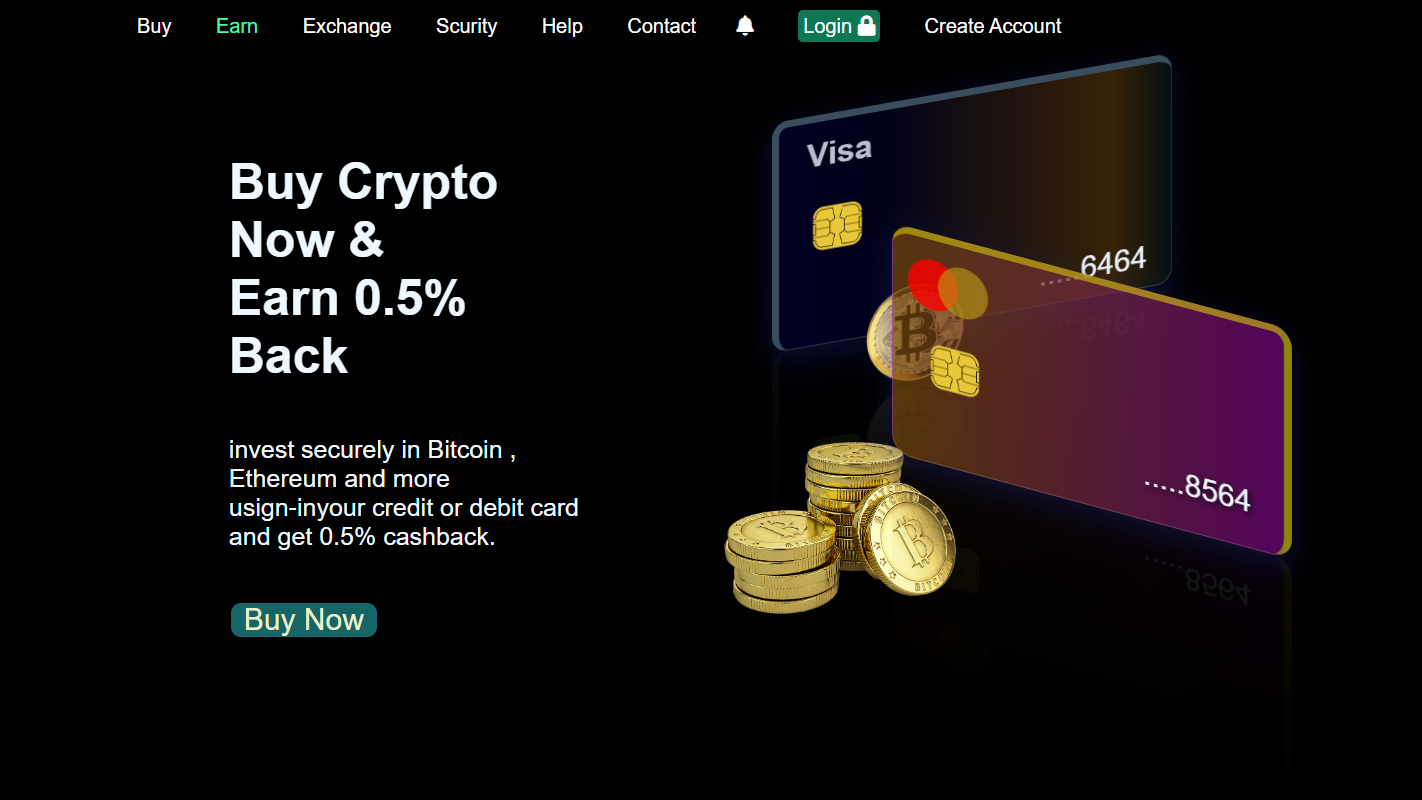 Buy Earn Exchange Scurity Help Contact Login Create Account
Buy Crypto
Now &
Earn 0.5%
Back
invest securely in Bitcoin ,
Ethereum and more
usign-inyour credit or debit card
and get 0.5% cashback.
Buy Now
Visa
.....6464
.....8564
BITCOIN
BITCOIN